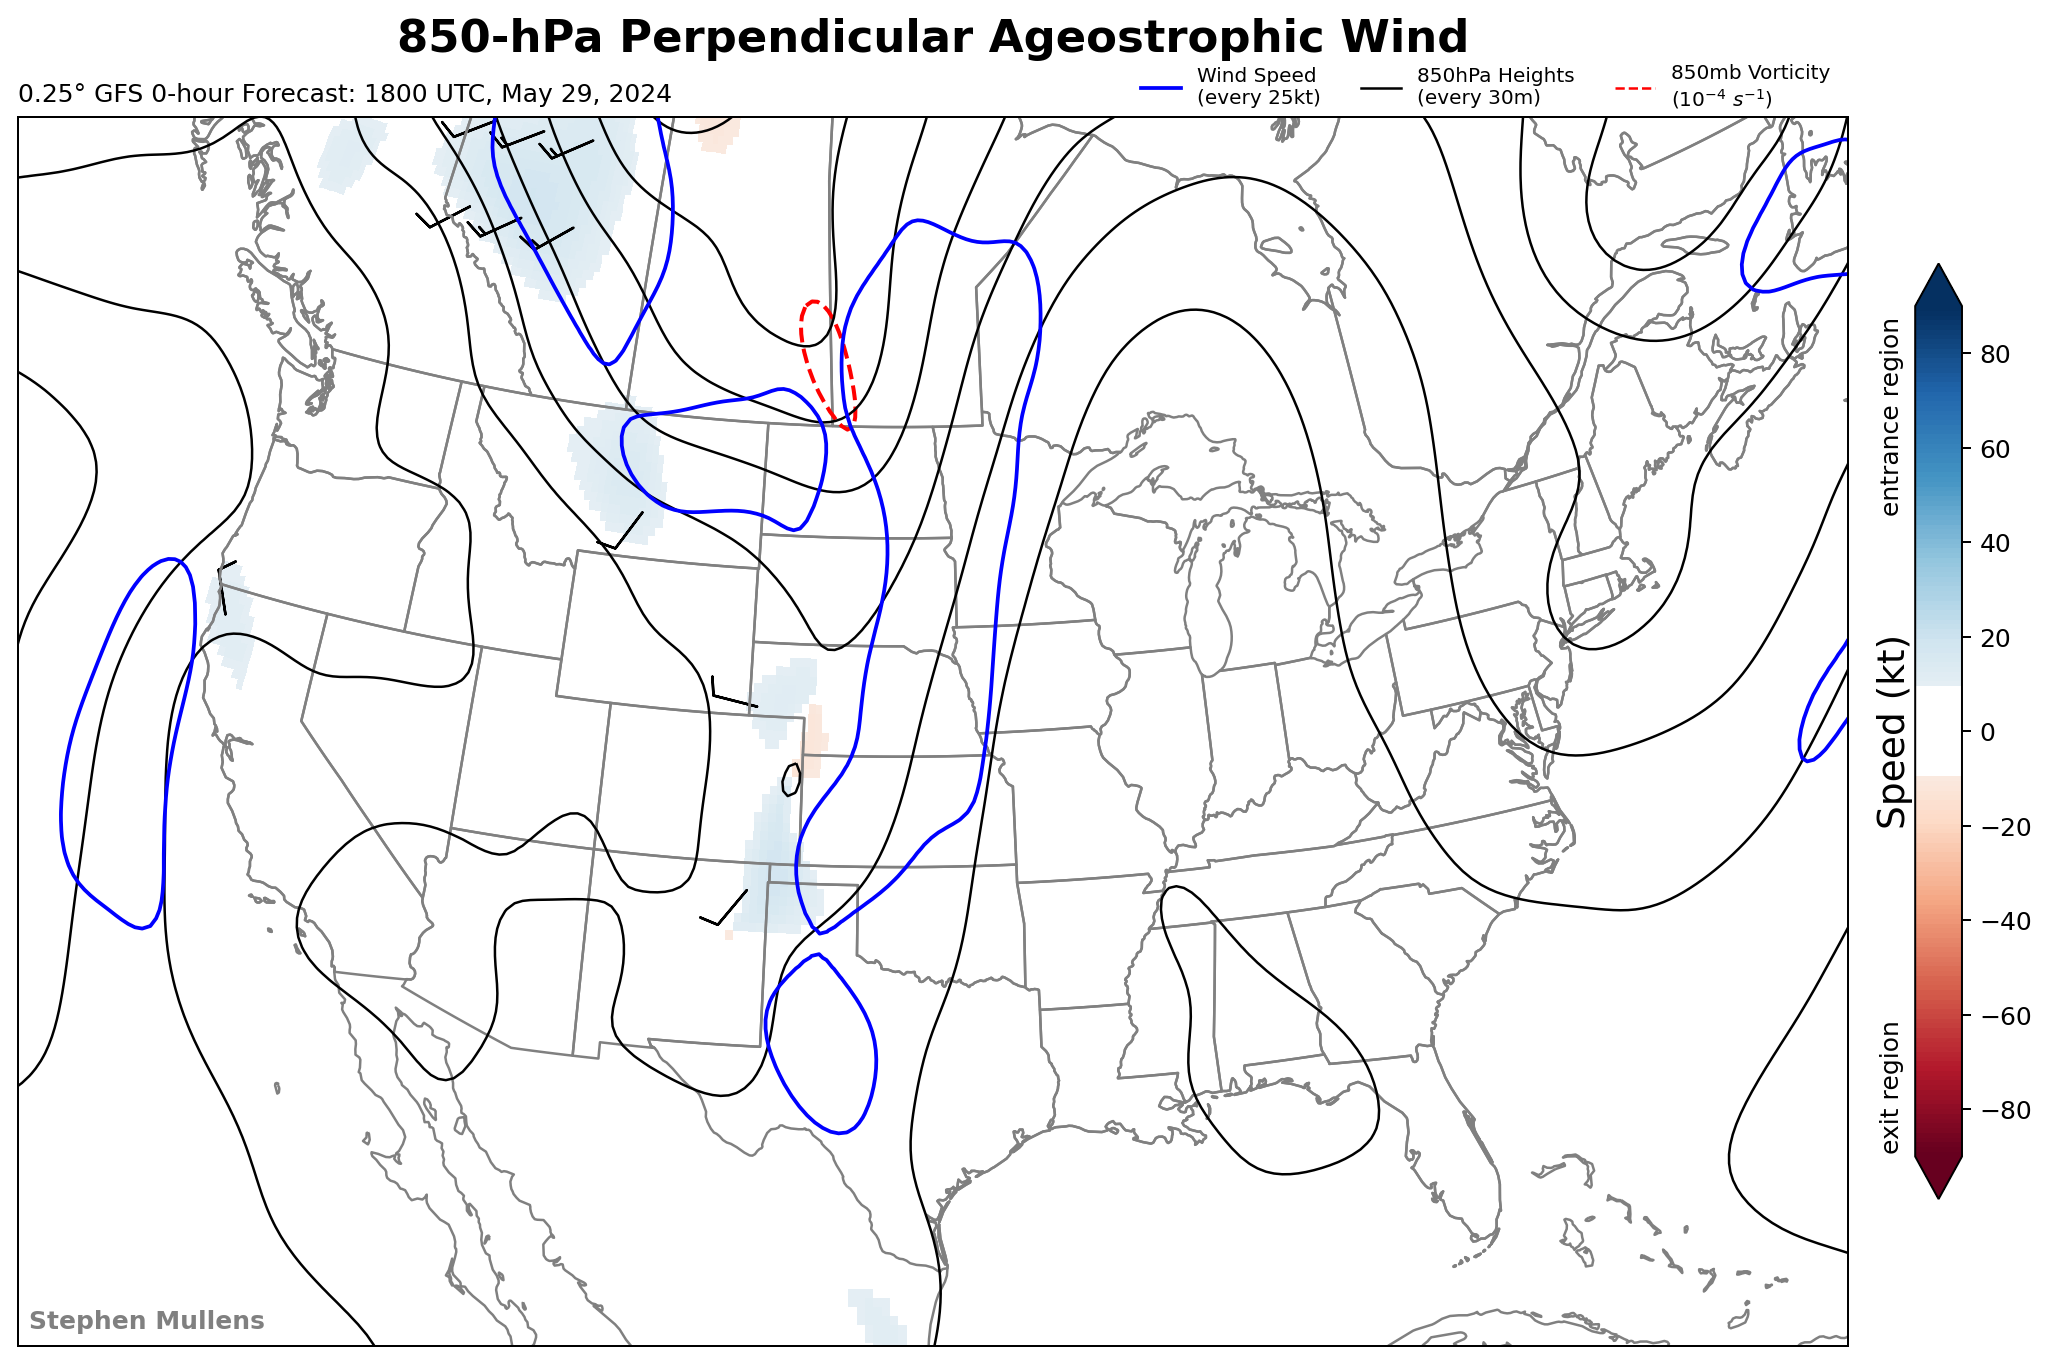 850-hPa Perpendicular Ageostrophic Wind
0.25° GFS 0-hour Forecast: 1800 UTC, May 29, 2024
Wind Speed
(every 25kt)
850hPa Heights
(every 30m)
850mb Vorticity
(10⁻⁴ s⁻¹)
entrance region
Speed (kt)
exit region
80
60
40
20
0
−20
−40
−60
−80
Stephen Mullens